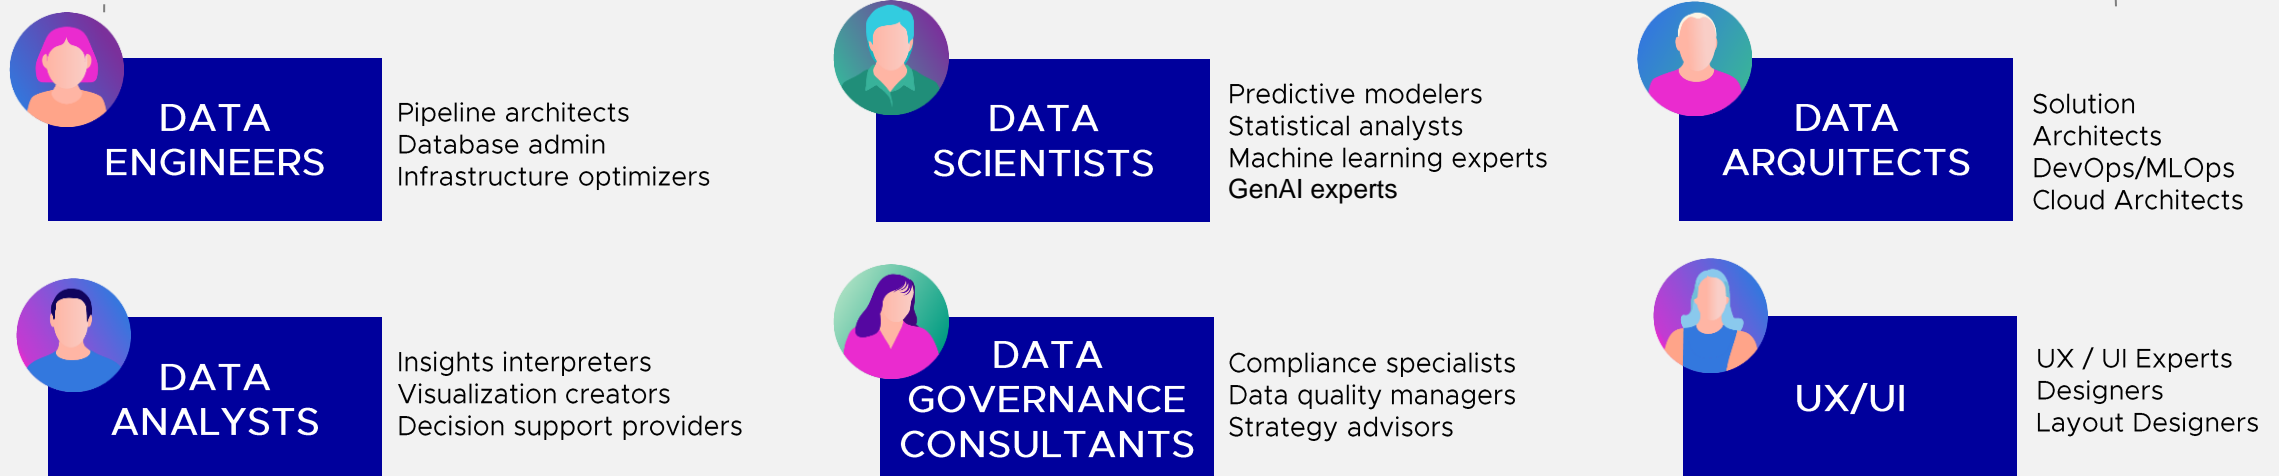 DATA
ENGINEERS
Pipeline architects
Database admin
Infrastructure optimizers
DATA
SCIENTISTS
Predictive modelers
Statistical analysts
Machine learning experts
GenAI experts
DATA
ARQUITECTS
Solution
Architects
DevOps/MLOps
Cloud Architects
DATA
ANALYSTS
Insights interpreters
Visualization creators
Decision support providers
DATA
GOVERNANCE
CONSULTANTS
Compliance specialists
Data quality managers
Strategy advisors
UX/UI
UX / UI Experts
Designers
Layout Designers